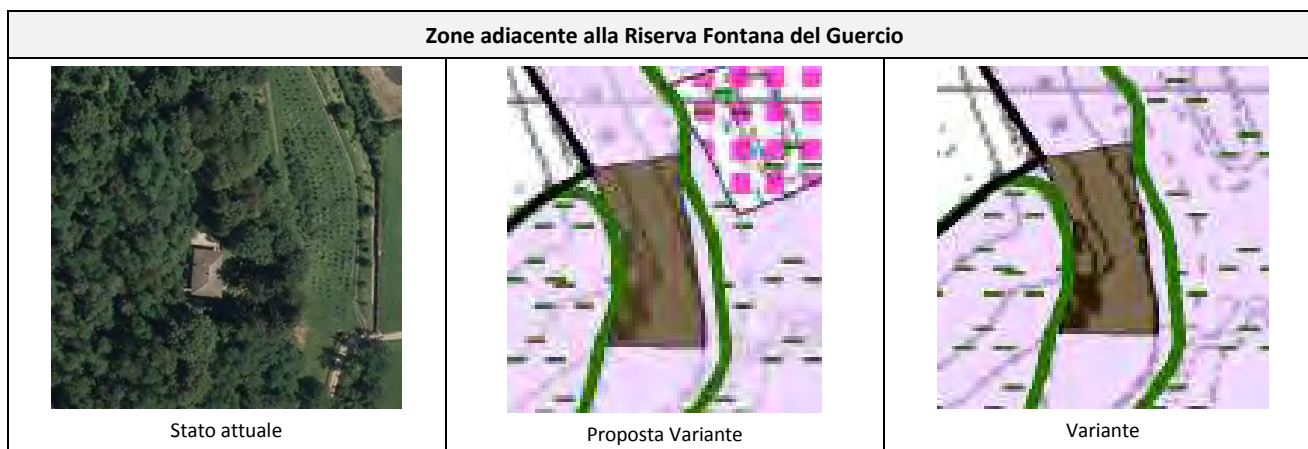 Zone adiacente alla Riserva Fontana del Guercio
Stato attuale
Proposta Variante
Variante